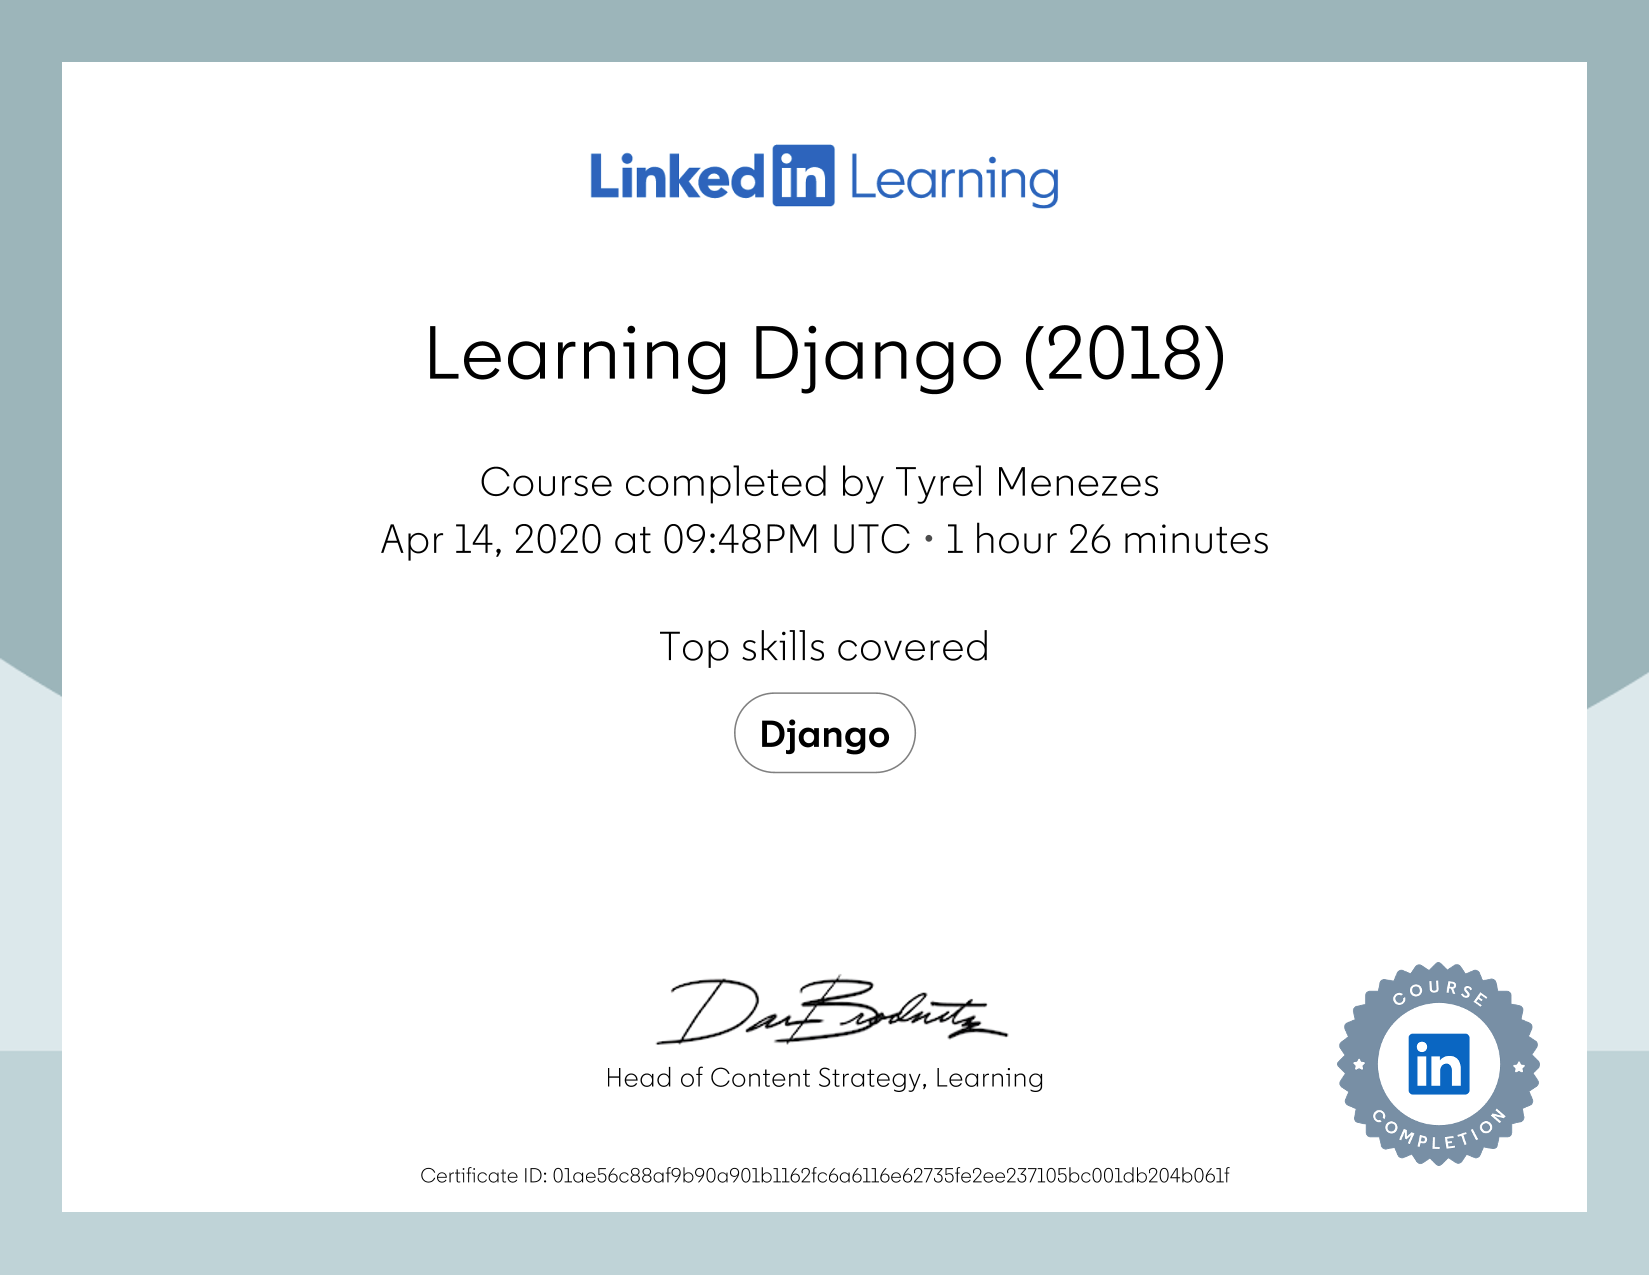 Linked in Learning
Learning Django (2018)
Course completed by Tyrel Menezes
Apr 14, 2020 at 09:48PM UTC • 1 hour 26 minutes
Top skills covered
Django
Dan Brodnitz
Head of Content Strategy, Learning
COURSE
in
COMPLETION
Certificate ID: 01ae56c88af9b90a901b1162fc6a6116e62735fe2ee237105bc001db204b061f